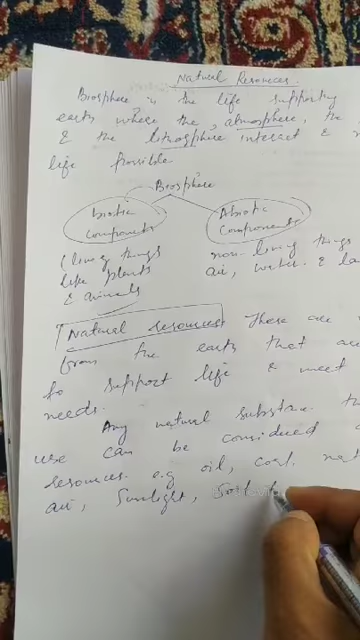 Natural Resources.
Biosphere is the life supporting
earth where the, atmosphere, the
& the litnosphere interact &
life possible
Biosphere
biotic
components
Abiotic
Components
(living things
like plants
& animals
non-living things
air, water & la
Natural resources: These are
from the earth that are
to support life & meet
needs.
Any natural substance th
use can be considued
resources e.g oil, coal, nat
air, Sunlight,